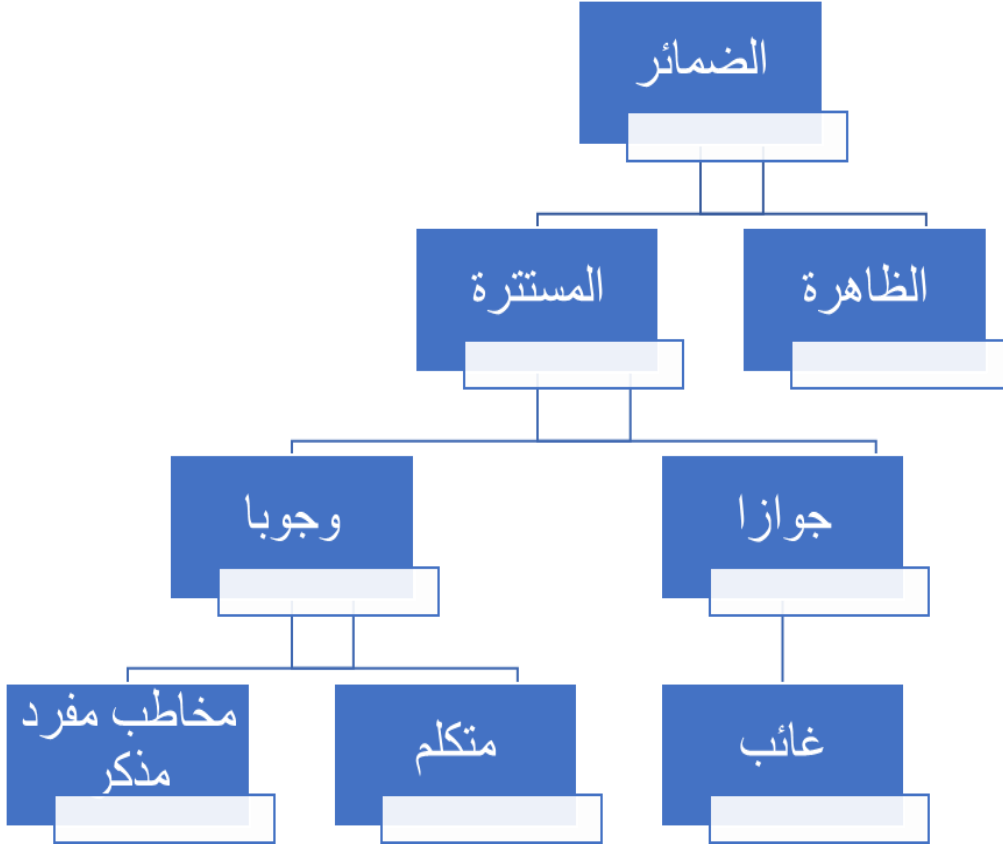 الضمائر
الظاهرة
المستترة
جوازا
وجوبا
غائب
متكلم
مخاطب مفرد
مذكر